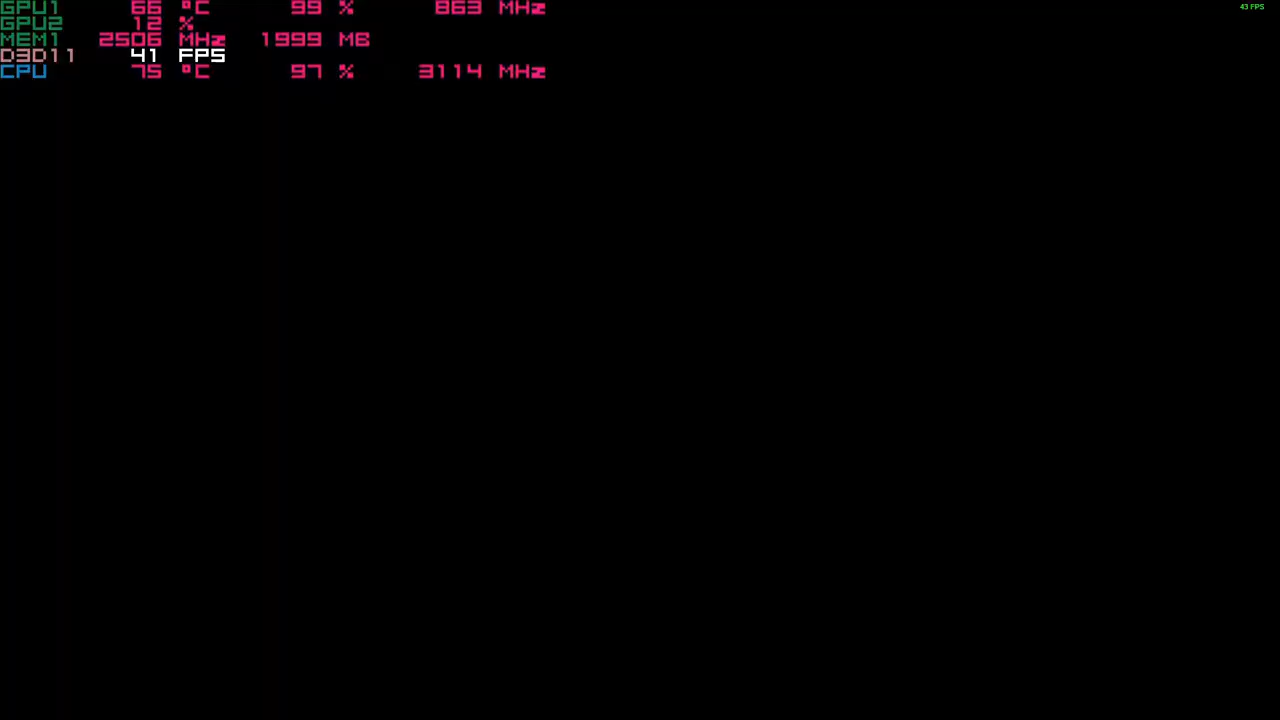 GPU1 66 °C 99 % 863 MHz
43 FPS
GPU2 12 %
MEM1 2506 MHz 1999 MB
D3D11 41 FPS
CPU 75 °C 97 % 3114 MHz